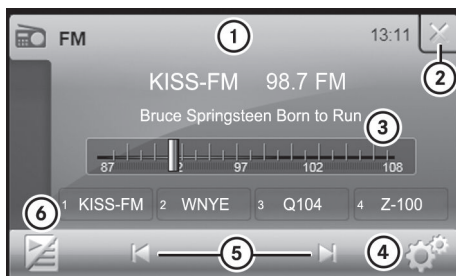 FM 1 13:11
2
KISS-FM 98.7 FM
Bruce Springsteen Born to Run
3
87 2 97 102 108
6
1 KISS-FM 2 WNYE 3 Q104 4 Z-100
5
4